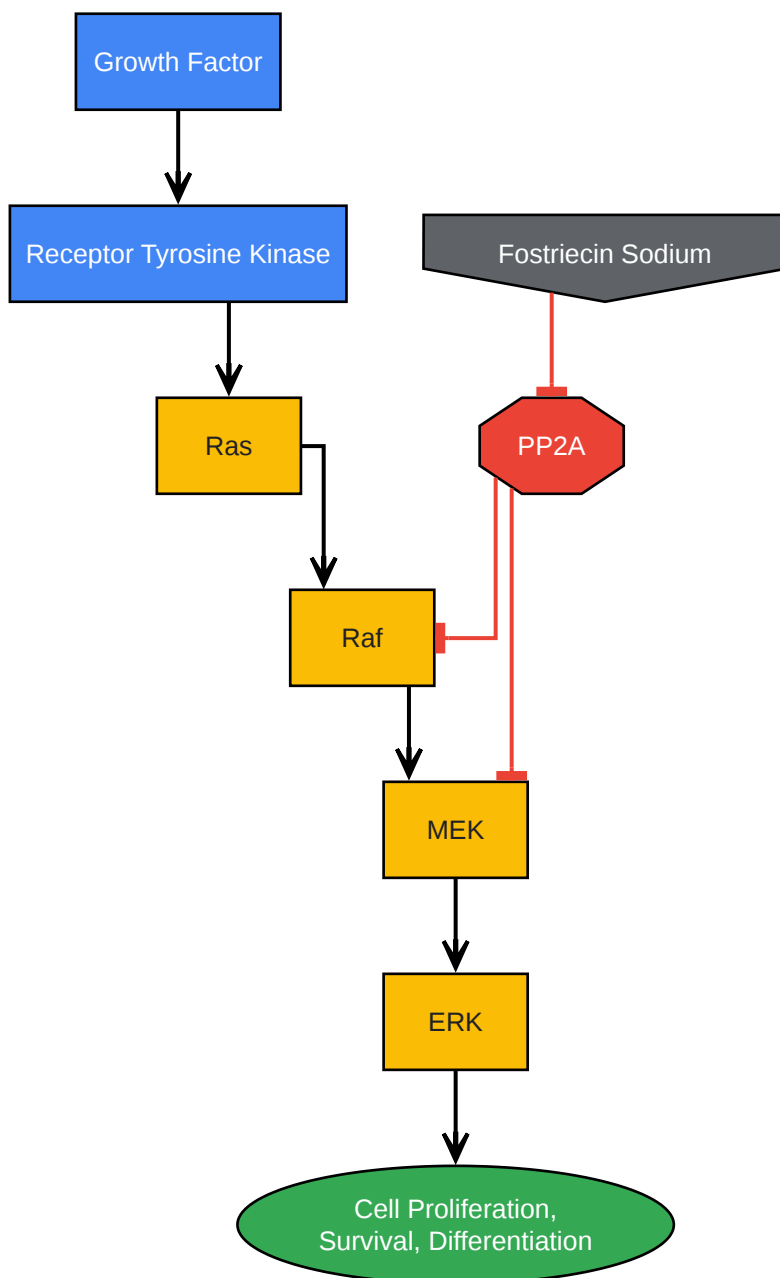 Growth Factor
Receptor Tyrosine Kinase
Fostriecin Sodium
Ras
PP2A
Raf
MEK
ERK
Cell Proliferation,
Survival, Differentiation